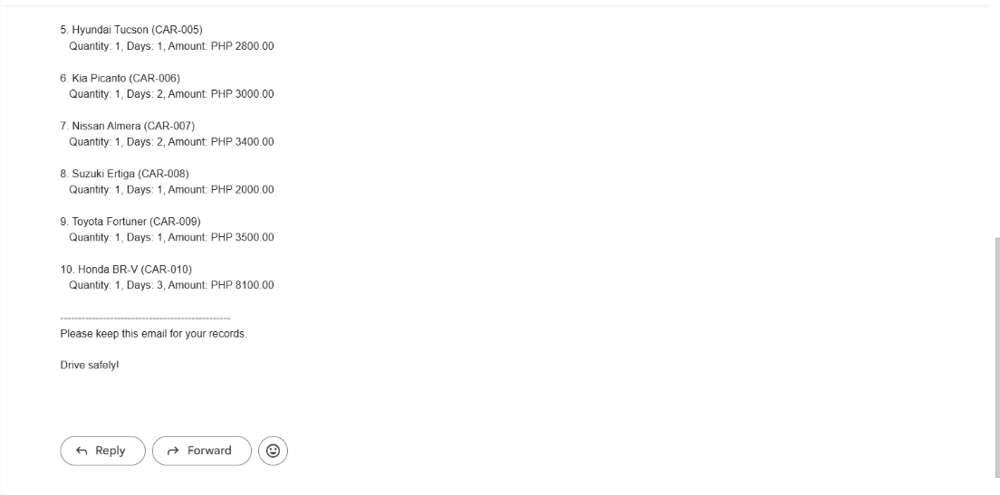 5. Hyundai Tucson (CAR-005)
Quantity: 1, Days: 1, Amount: PHP 2800.00
6. Kia Picanto (CAR-006)
Quantity: 1, Days: 2, Amount: PHP 3000.00
7. Nissan Almera (CAR-007)
Quantity: 1, Days: 2, Amount: PHP 3400.00
8. Suzuki Ertiga (CAR-008)
Quantity: 1, Days: 1, Amount: PHP 2000.00
9. Toyota Fortuner (CAR-009)
Quantity: 1, Days: 1, Amount: PHP 3500.00
10. Honda BR-V (CAR-010)
Quantity: 1, Days: 3, Amount: PHP 8100.00
------------------------------------------------
Please keep this email for your records.
Drive safely!
Reply Forward